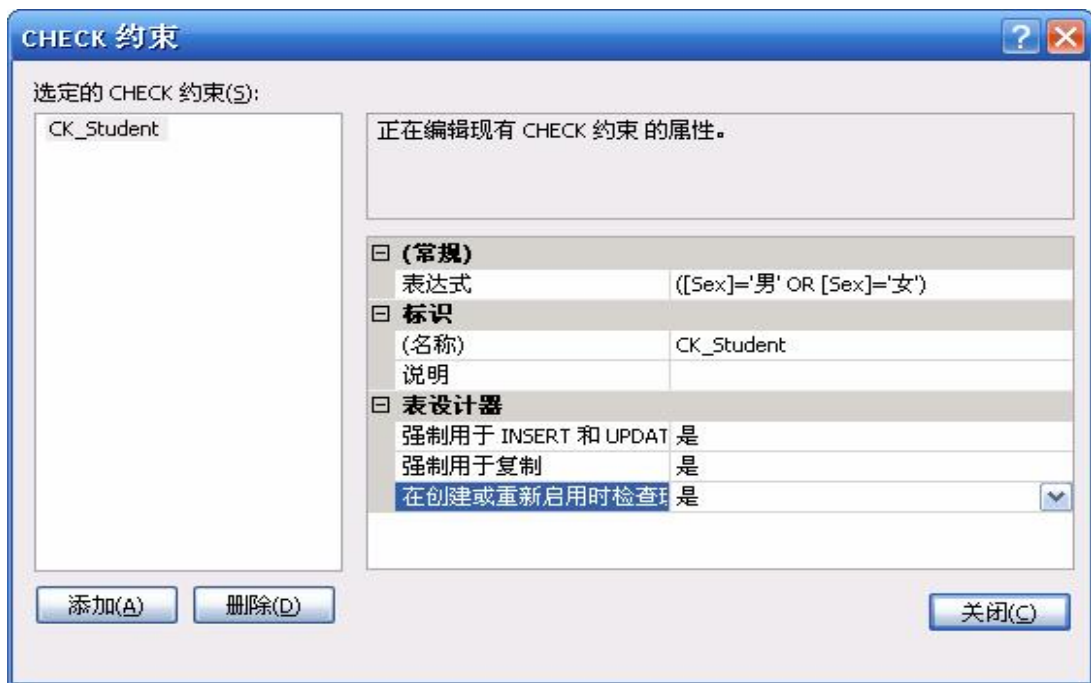 CHECK 约束
选定的 CHECK 约束(S):
CK_Student
正在编辑现有 CHECK 约束 的属性。
(常规)
表达式 ([Sex]='男' OR [Sex]='女')
标识
(名称) CK_Student
说明
表设计器
强制用于 INSERT 和 UPDAT 是
强制用于复制 是
在创建或重新启用时检查 是
添加(A) 删除(D) 关闭(C)